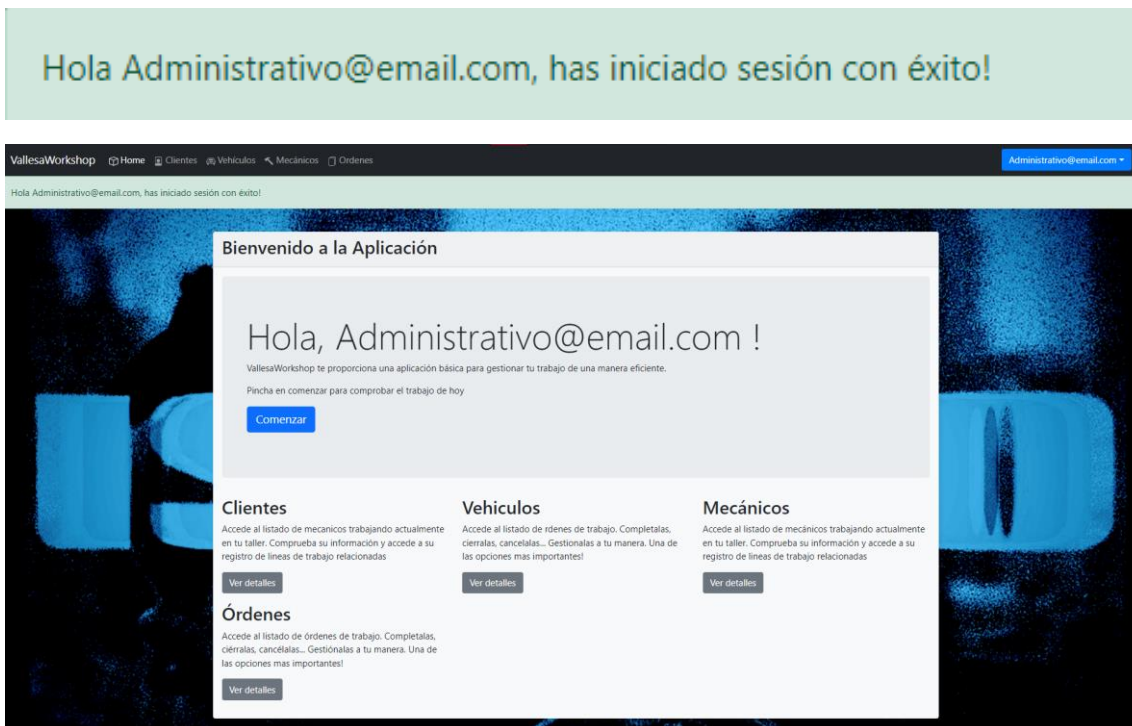 Hola Administrativo@email.com, has iniciado sesión con éxito!
VallesaWorkshop Home Clientes Vehículos Mecánicos Ordenes Administrativo@email.com
Hola Administrativo@email.com, has iniciado sesión con éxito!
Bienvenido a la Aplicación
Hola, Administrativo@email.com !
VallesaWorkshop te proporciona una aplicación básica para gestionar tu trabajo de una manera eficiente.
Pincha en comenzar para comprobar el trabajo de hoy
Comenzar
Clientes
Accede al listado de mecanicos trabajando actualmente
en tu taller. Comprueba su información y accede a su
registro de lineas de trabajo relacionadas
Ver detalles
Vehiculos
Accede al listado de rdenes de trabajo. Completalas,
cierralas, cancelalas... Gestionalas a tu manera. Una de
las opciones mas importantes!
Ver detalles
Mecánicos
Accede al listado de mecánicos trabajando actualmente
en tu taller. Comprueba su información y accede a su
registro de lineas de trabajo relacionadas
Ver detalles
Órdenes
Accede al listado de órdenes de trabajo. Completalas,
ciérralas, cancélalas... Gestiónalas a tu manera. Una de
las opciones mas importantes!
Ver detalles